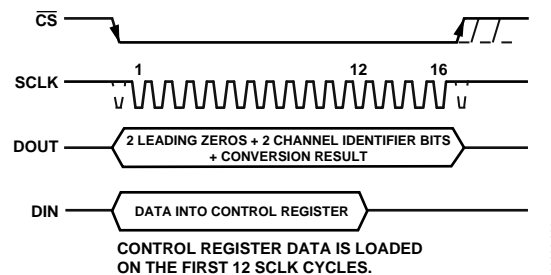 CS
1 12 16
SCLK
2 LEADING ZEROS + 2 CHANNEL IDENTIFIER BITS
DOUT
+ CONVERSION RESULT
DIN DATA INTO CONTROL REGISTER
CONTROL REGISTER DATA IS LOADED
ON THE FIRST 12 SCLK CYCLES.